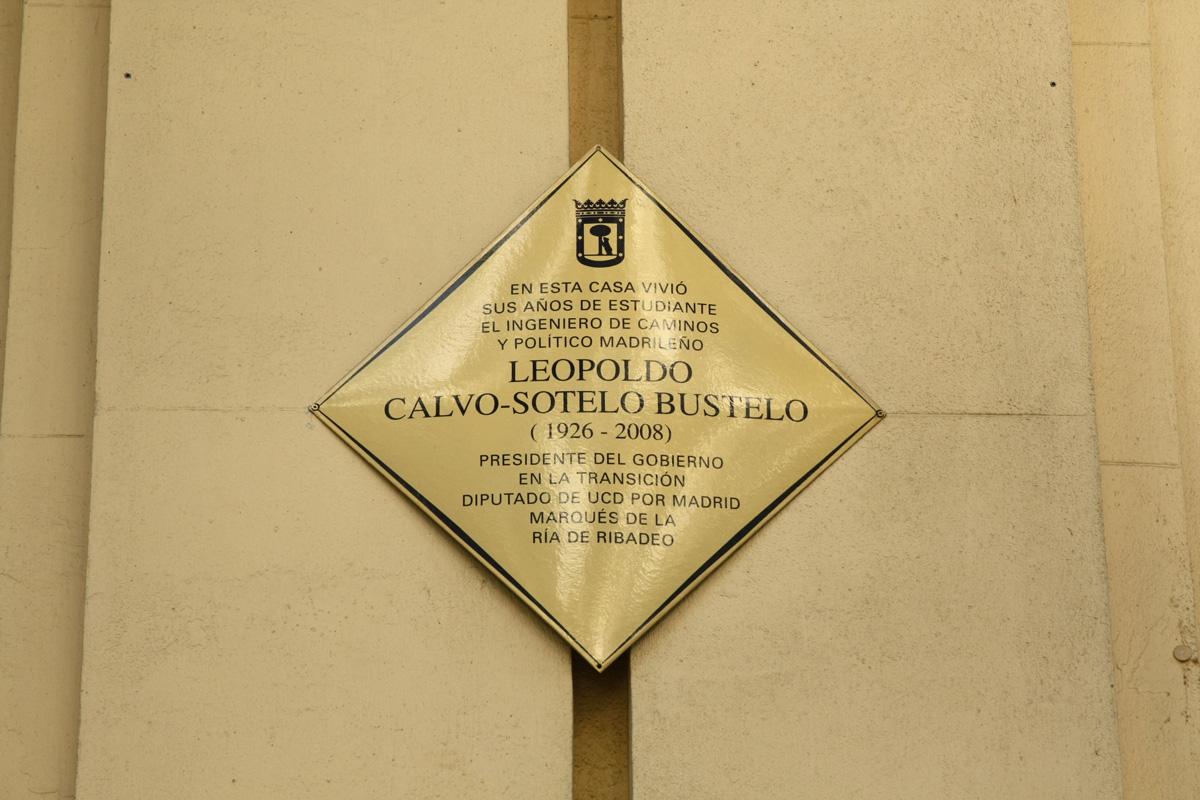 EN ESTA CASA VIVIÓ
SUS AÑOS DE ESTUDIANTE
EL INGENIERO DE CAMINOS
Y POLÍTICO MADRILEÑO
LEOPOLDO
CALVO-SOTELO BUSTELO
( 1926 - 2008)
PRESIDENTE DEL GOBIERNO
EN LA TRANSICIÓN
DIPUTADO DE UCD POR MADRID
MARQUÉS DE LA
RÍA DE RIBADEO